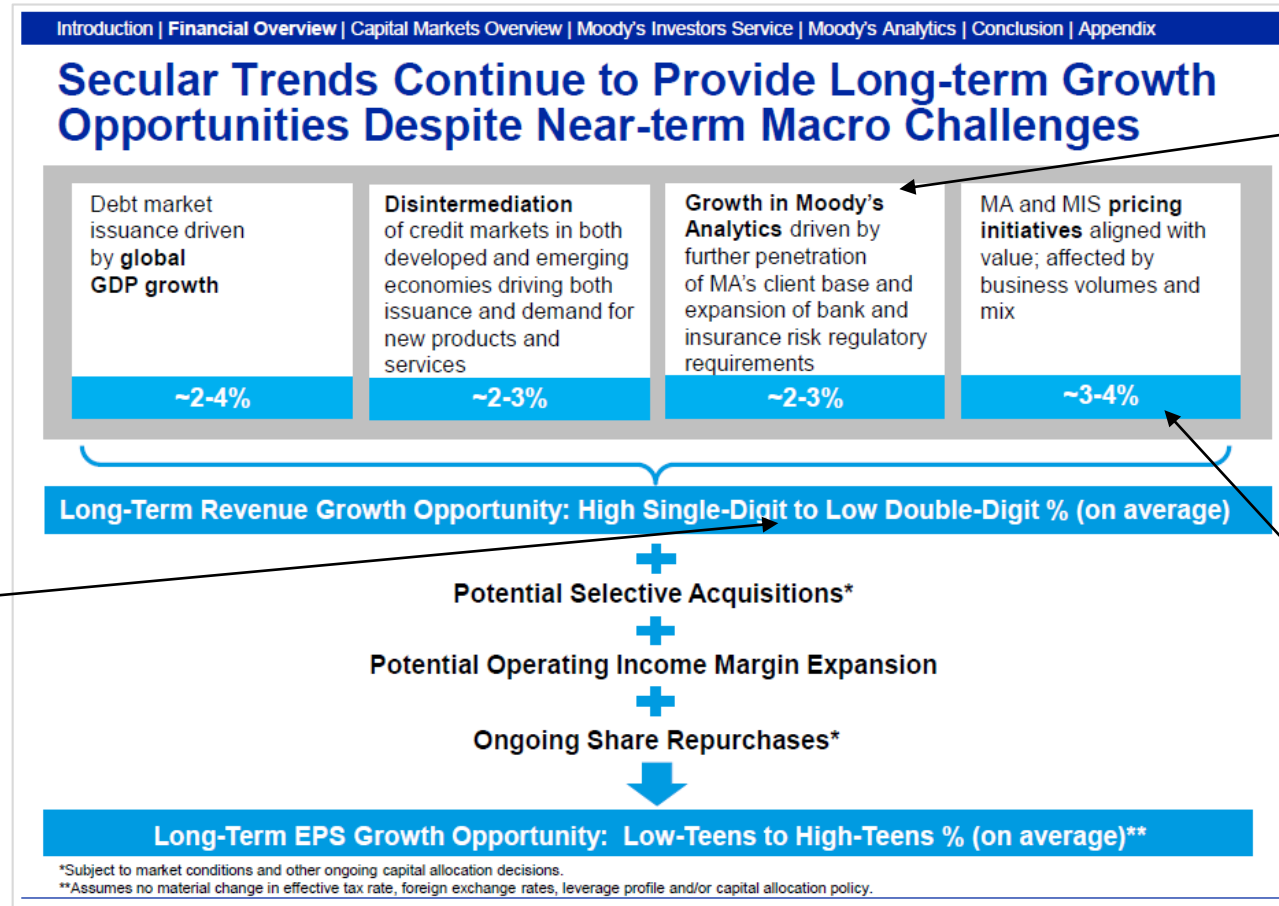 Introduction | Financial Overview | Capital Markets Overview | Moody's Investors Service | Moody's Analytics | Conclusion | Appendix
Secular Trends Continue to Provide Long-term Growth
Opportunities Despite Near-term Macro Challenges
Debt market
issuance driven
by global
GDP growth
~2-4%
Disintermediation
of credit markets in both
developed and emerging
economies driving both
issuance and demand for
new products and
services
~2-3%
Growth in Moody's
Analytics driven by
further penetration
of MA's client base and
expansion of bank and
insurance risk regulatory
requirements
~2-3%
MA and MIS pricing
initiatives aligned with
value; affected by
business volumes and
mix
~3-4%
Long-Term Revenue Growth Opportunity: High Single-Digit to Low Double-Digit % (on average)
+
Potential Selective Acquisitions*
+
Potential Operating Income Margin Expansion
+
Ongoing Share Repurchases*
Long-Term EPS Growth Opportunity: Low-Teens to High-Teens % (on average)**
*Subject to market conditions and other ongoing capital allocation decisions.
**Assumes no material change in effective tax rate, foreign exchange rates, leverage profile and/or capital allocation policy.